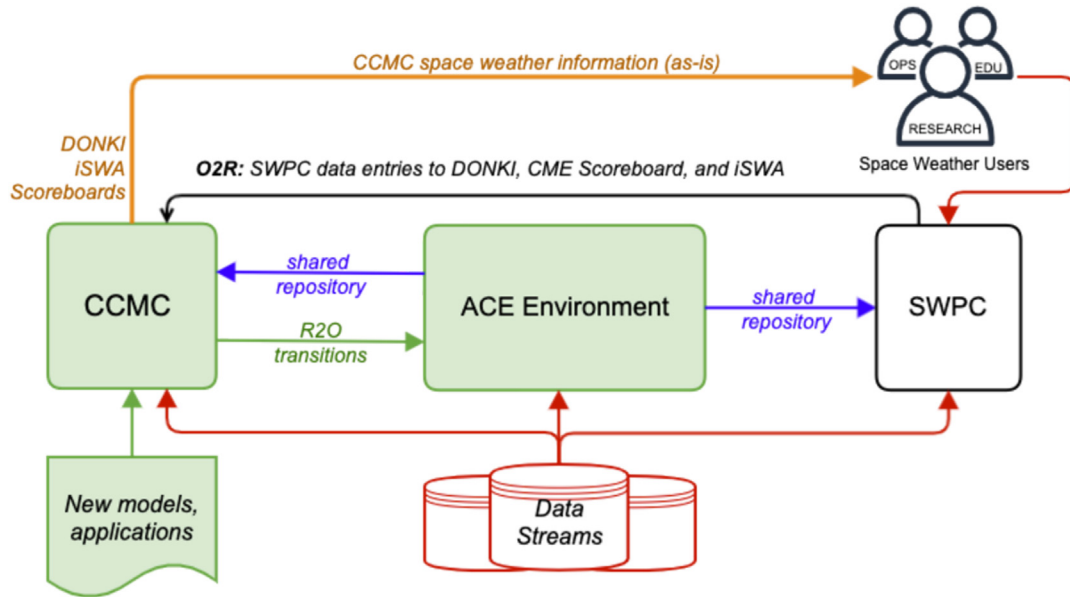 CCMC space weather information (as-is)
OPS
EDU
RESEARCH
Space Weather Users
DONKI
iSWA
Scoreboards
O2R: SWPC data entries to DONKI, CME Scoreboard, and iSWA
CCMC
shared
repository
R2O
transitions
ACE Environment
shared
repository
SWPC
New models,
applications
Data
Streams